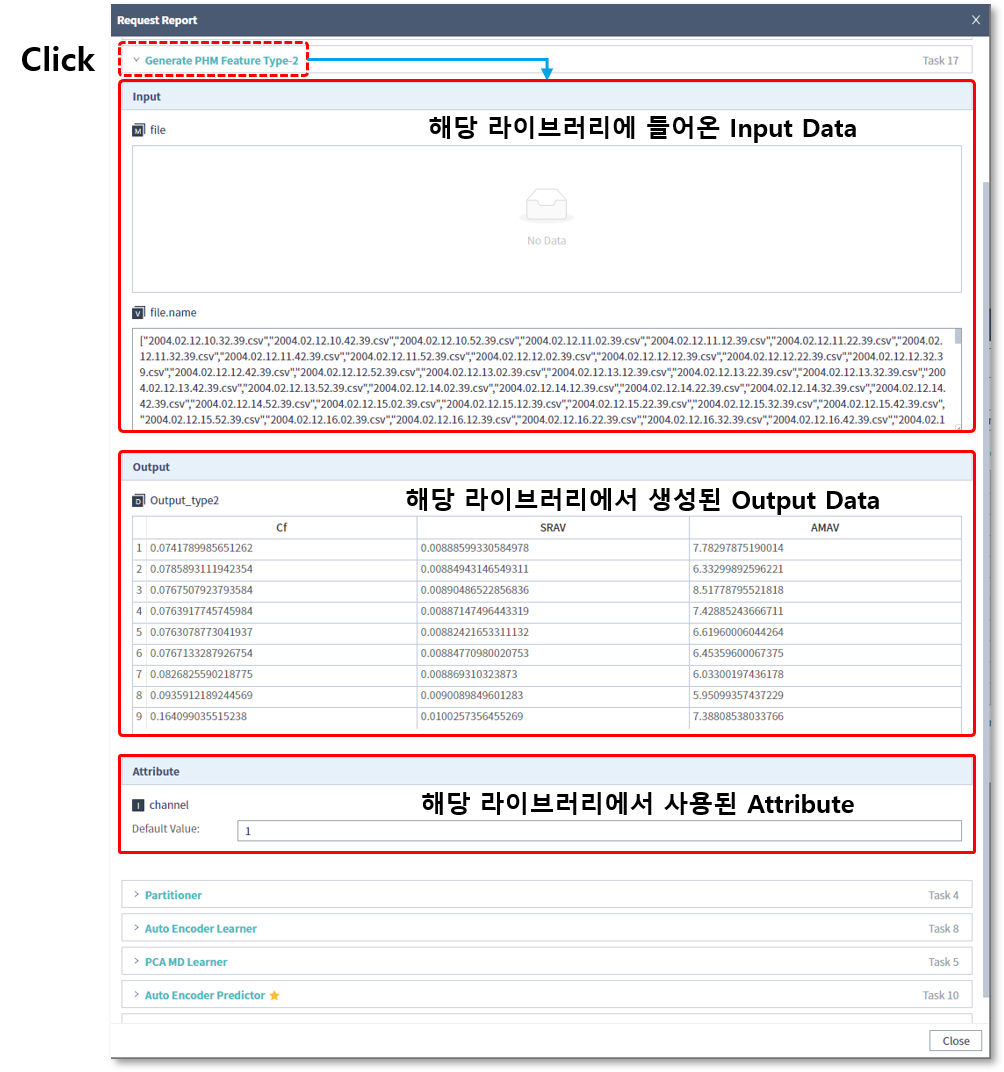 Request Report X
Click
Generate PHM Feature Type-2 Task 17
Input
M file
해당 라이브러리에 들어온 Input Data
No Data
V file.name
["2004.02.12.10.32.39.csv","2004.02.12.10.42.39.csv","2004.02.12.10.52.39.csv","2004.02.12.11.02.39.csv","2004.02.12.11.12.39.csv","2004.02.12.11.22.39.csv","2004.02.
12.11.32.39.csv","2004.02.12.11.42.39.csv","2004.02.12.11.52.39.csv","2004.02.12.12.02.39.csv","2004.02.12.12.12.39.csv","2004.02.12.12.22.39.csv","2004.02.12.12.32.3
9.csv","2004.02.12.12.42.39.csv","2004.02.12.12.52.39.csv","2004.02.12.13.02.39.csv","2004.02.12.13.12.39.csv","2004.02.12.13.22.39.csv","2004.02.12.13.32.39.csv","200
4.02.12.13.42.39.csv","2004.02.12.13.52.39.csv","2004.02.12.14.02.39.csv","2004.02.12.14.12.39.csv","2004.02.12.14.22.39.csv","2004.02.12.14.32.39.csv","2004.02.12.14.
42.39.csv","2004.02.12.14.52.39.csv","2004.02.12.15.02.39.csv","2004.02.12.15.12.39.csv","2004.02.12.15.22.39.csv","2004.02.12.15.32.39.csv","2004.02.12.15.42.39.csv",
"2004.02.12.15.52.39.csv","2004.02.12.16.02.39.csv","2004.02.12.16.12.39.csv","2004.02.12.16.22.39.csv","2004.02.12.16.32.39.csv","2004.02.12.16.42.39.csv","2004.02.1
Output
D Output_type2
해당 라이브러리에서 생성된 Output Data
Cf SRAV AMAV
1 0.0741789985651262 0.00888599330584978 7.78297875190014
2 0.0785893111942354 0.00884943146549311 6.33299892596221
3 0.0767507923793584 0.00890486522856836 8.51778795521818
4 0.0763917745745984 0.00887147496443319 7.42885243666711
5 0.0763078773041937 0.00882421653311132 6.61960006044264
6 0.0767133287926754 0.00884770980020753 6.45359600067375
7 0.0826825590218775 0.008869310323873 6.03300197436178
8 0.0935912189244569 0.0090089849601283 5.95099357437229
9 0.164099035515238 0.0100257356455269 7.38808538033766
Attribute
I channel
해당 라이브러리에서 사용된 Attribute
Default Value: 1
Partitioner Task 4
Auto Encoder Learner Task 8
PCA MD Learner Task 5
Auto Encoder Predictor Task 10
Close